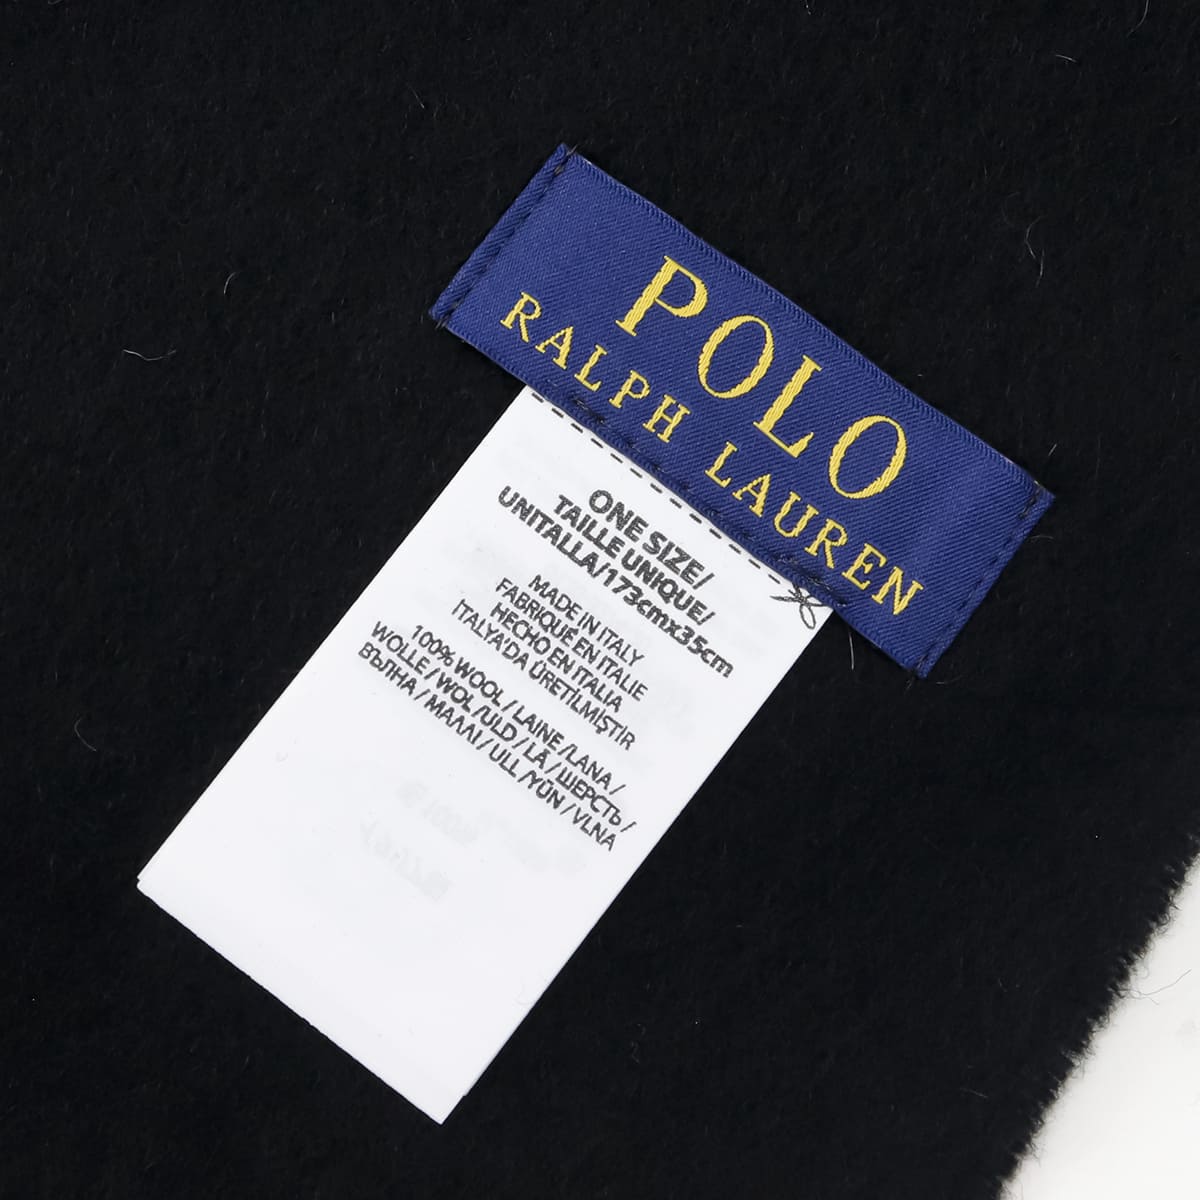 POLO
RALPH LAUREN
ONE SIZE/
TAILLE UNIQUE/
UNITALLA/173cmx35cm
MADE IN ITALY
FABRIQUÉ EN ITALIE
HECHO EN ITALIA
İTALYA'DA ÜRETİLMİŞTİR
100% WOOL / LAINE /LANA /
WOLLE / WOL /ULD / LÃ / ШЕРСТЬ /
ВЪЛНА / ΜΑΛΛΙ / ULL /YÜN / VLNA